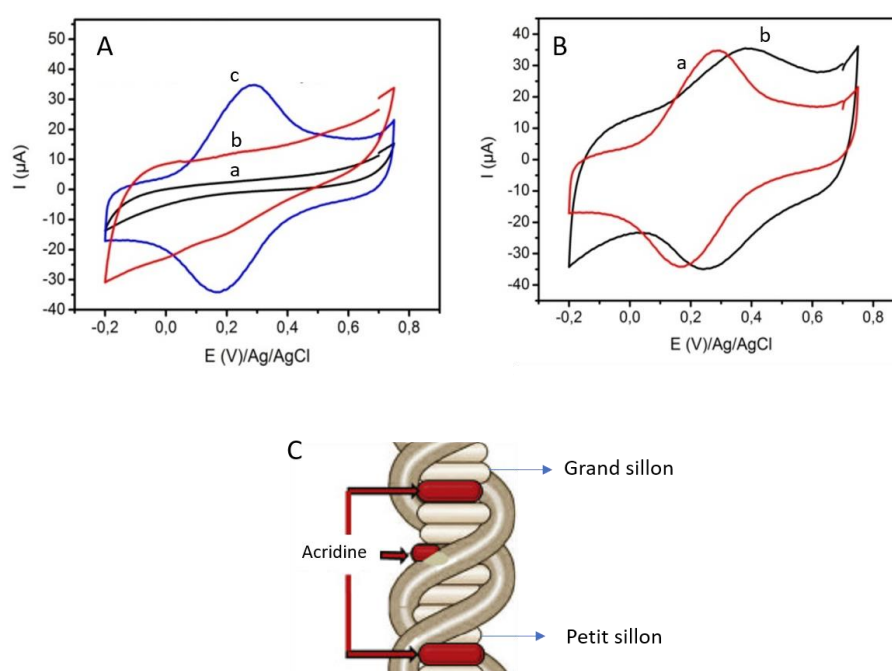 A
I (µA)
50
40
30
20
10
0
-10
-20
-30
-40
c
b
a
-0,2 0,0 0,2 0,4 0,6 0,8
E (V)/Ag/AgCl
B
I (µA)
40
30
20
10
0
-10
-20
-30
-40
a
b
-0,2 0,0 0,2 0,4 0,6 0,8
E (V)/Ag/AgCl
C
Grand sillon
Acridine
Petit sillon